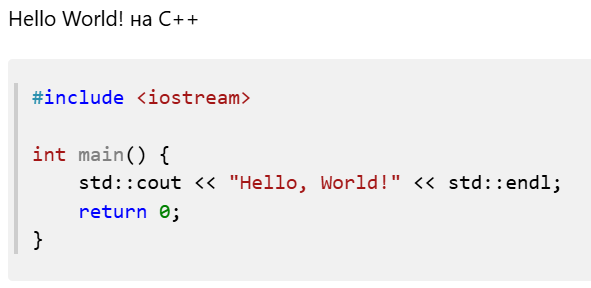 Hello World! на C++
#include <iostream>
int main() {
    std::cout << "Hello, World!" << std::endl;
    return 0;
}